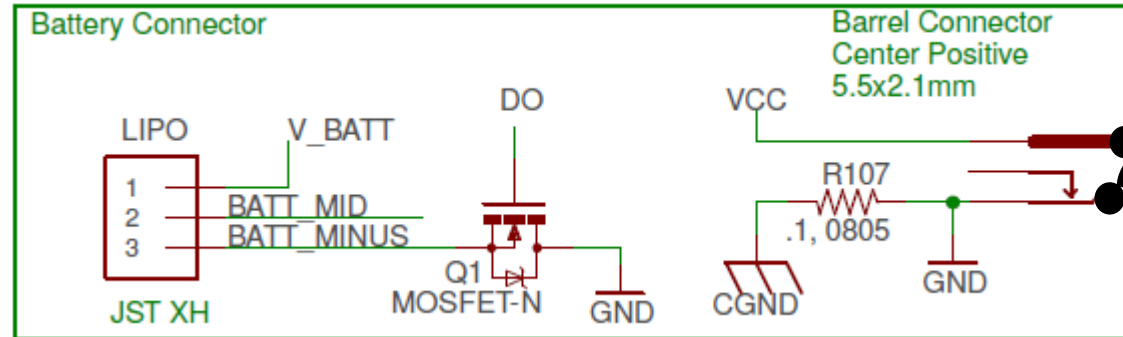 Battery Connector
Barrel Connector
Center Positive
5.5x2.1mm
DO
VCC
LIPO
V_BATT
1
2
3
BATT_MID
BATT_MINUS
R107
.1, 0805
Q1
MOSFET-N
GND
CGND
GND
JST XH